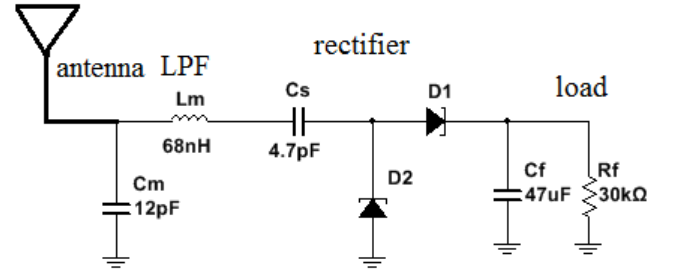 rectifier
antenna LPF
load
Lm
68nH
Cs
4.7pF
D1
D2
Cm
12pF
Cf
47uF
Rf
30kΩ